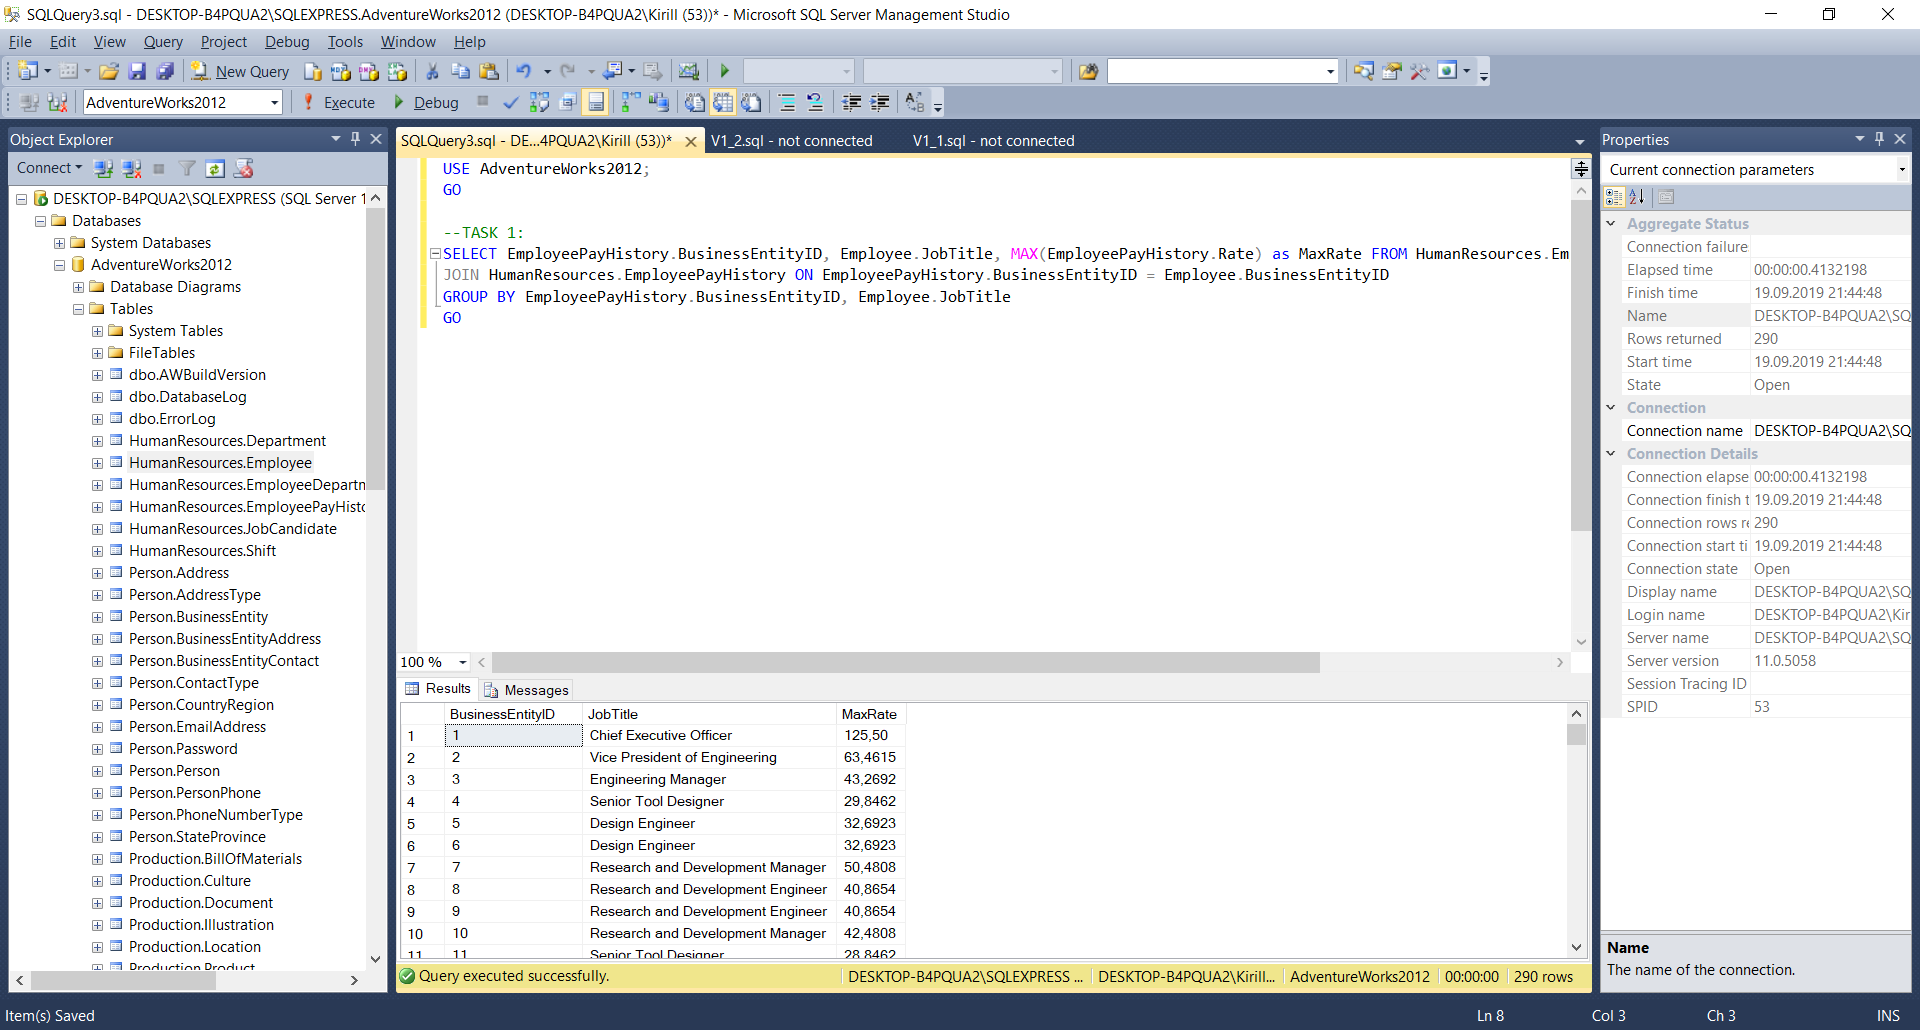 SQLQuery3.sql - DESKTOP-B4PQUA2\SQLEXPRESS.AdventureWorks2012 (DESKTOP-B4PQUA2\Kirill (53))* - Microsoft SQL Server Management Studio
File Edit View Query Project Debug Tools Window Help
New Query
AdventureWorks2012 Execute Debug
Object Explorer
Connect
DESKTOP-B4PQUA2\SQLEXPRESS (SQL Server 1
Databases
System Databases
AdventureWorks2012
Database Diagrams
Tables
System Tables
FileTables
dbo.AWBuildVersion
dbo.DatabaseLog
dbo.ErrorLog
HumanResources.Department
HumanResources.Employee
HumanResources.EmployeeDepartn
HumanResources.EmployeePayHisto
HumanResources.JobCandidate
HumanResources.Shift
Person.Address
Person.AddressType
Person.BusinessEntity
Person.BusinessEntityAddress
Person.BusinessEntityContact
Person.ContactType
Person.CountryRegion
Person.EmailAddress
Person.Password
Person.Person
Person.PersonPhone
Person.PhoneNumberType
Person.StateProvince
Production.BillOfMaterials
Production.Culture
Production.Document
Production.Illustration
Production.Location
Production.Product
SQLQuery3.sql - DE...4PQUA2\Kirill (53))* V1_2.sql - not connected V1_1.sql - not connected
USE AdventureWorks2012;
GO
--TASK 1:
SELECT EmployeePayHistory.BusinessEntityID, Employee.JobTitle, MAX(EmployeePayHistory.Rate) as MaxRate FROM HumanResources.Em
JOIN HumanResources.EmployeePayHistory ON EmployeePayHistory.BusinessEntityID = Employee.BusinessEntityID
GROUP BY EmployeePayHistory.BusinessEntityID, Employee.JobTitle
GO
100 %
Results Messages
BusinessEntityID JobTitle MaxRate
1 1 Chief Executive Officer 125,50
2 2 Vice President of Engineering 63,4615
3 3 Engineering Manager 43,2692
4 4 Senior Tool Designer 29,8462
5 5 Design Engineer 32,6923
6 6 Design Engineer 32,6923
7 7 Research and Development Manager 50,4808
8 8 Research and Development Engineer 40,8654
9 9 Research and Development Engineer 40,8654
10 10 Research and Development Manager 42,4808
11 11 Senior Tool Designer 28,8462
Query executed successfully. DESKTOP-B4PQUA2\SQLEXPRESS ... DESKTOP-B4PQUA2\Kirill... AdventureWorks2012 00:00:00 290 rows
Properties
Current connection parameters
Aggregate Status
Connection failure
Elapsed time 00:00:00.4132198
Finish time 19.09.2019 21:44:48
Name DESKTOP-B4PQUA2\SQ
Rows returned 290
Start time 19.09.2019 21:44:48
State Open
Connection
Connection name DESKTOP-B4PQUA2\SQ
Connection Details
Connection elapse 00:00:00.4132198
Connection finish t 19.09.2019 21:44:48
Connection rows re 290
Connection start ti 19.09.2019 21:44:48
Connection state Open
Display name DESKTOP-B4PQUA2\SQ
Login name DESKTOP-B4PQUA2\Kir
Server name DESKTOP-B4PQUA2\SQ
Server version 11.0.5058
Session Tracing ID
SPID 53
Name
The name of the connection.
Item(s) Saved Ln 8 Col 3 Ch 3 INS